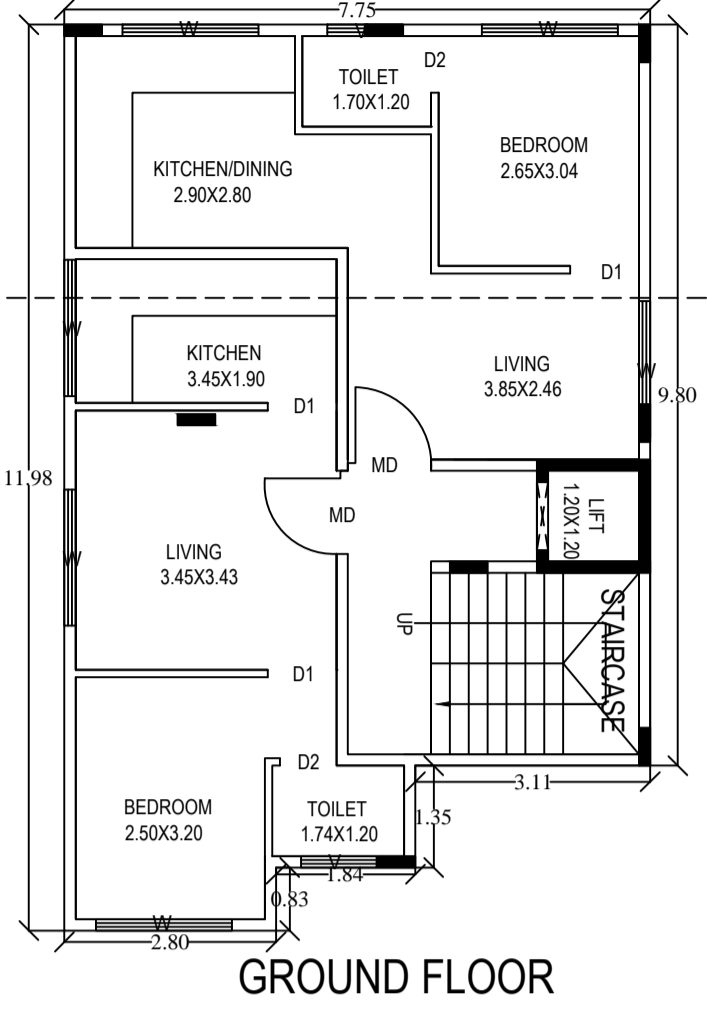 7.75
W
V
W
D2
TOILET
1.70X1.20
BEDROOM
2.65X3.04
KITCHEN/DINING
2.90X2.80
D1
W
W
KITCHEN
3.45X1.90
LIVING
3.85X2.46
9.80
D1
MD
11.98
LIFT
1.20X1.20
MD
W
LIVING
3.45X3.43
UP
STAIRCASE
D1
D2
BEDROOM
2.50X3.20
TOILET
1.74X1.20
3.11
1.35
V
1.84
0.83
W
2.80
GROUND FLOOR